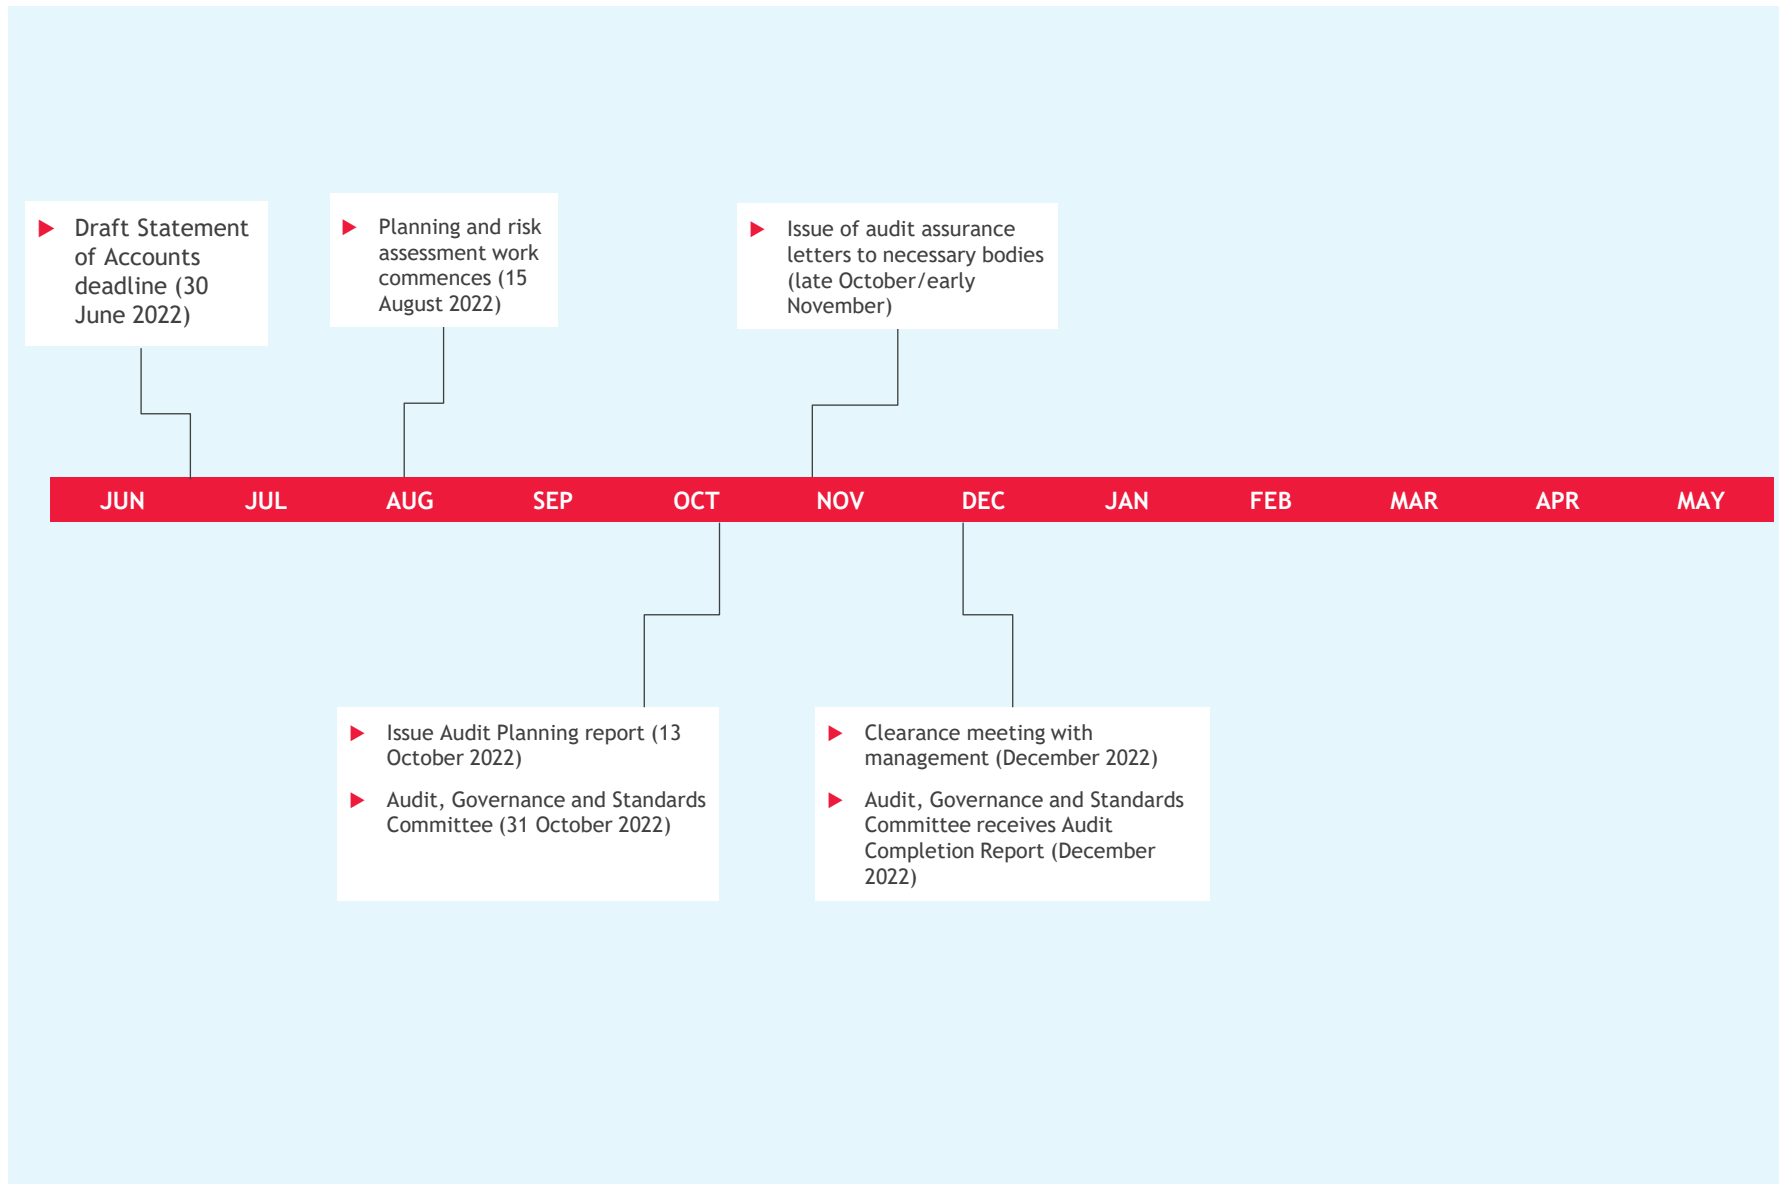 Draft Statement
of Accounts
deadline (30
June 2022)
Planning and risk
assessment work
commences (15
August 2022)
Issue of audit assurance
letters to necessary bodies
(late October/early
November)
JUN JUL AUG SEP OCT NOV DEC JAN FEB MAR APR MAY
Issue Audit Planning report (13
October 2022)
Audit, Governance and Standards
Committee (31 October 2022)
Clearance meeting with
management (December 2022)
Audit, Governance and Standards
Committee receives Audit
Completion Report (December
2022)